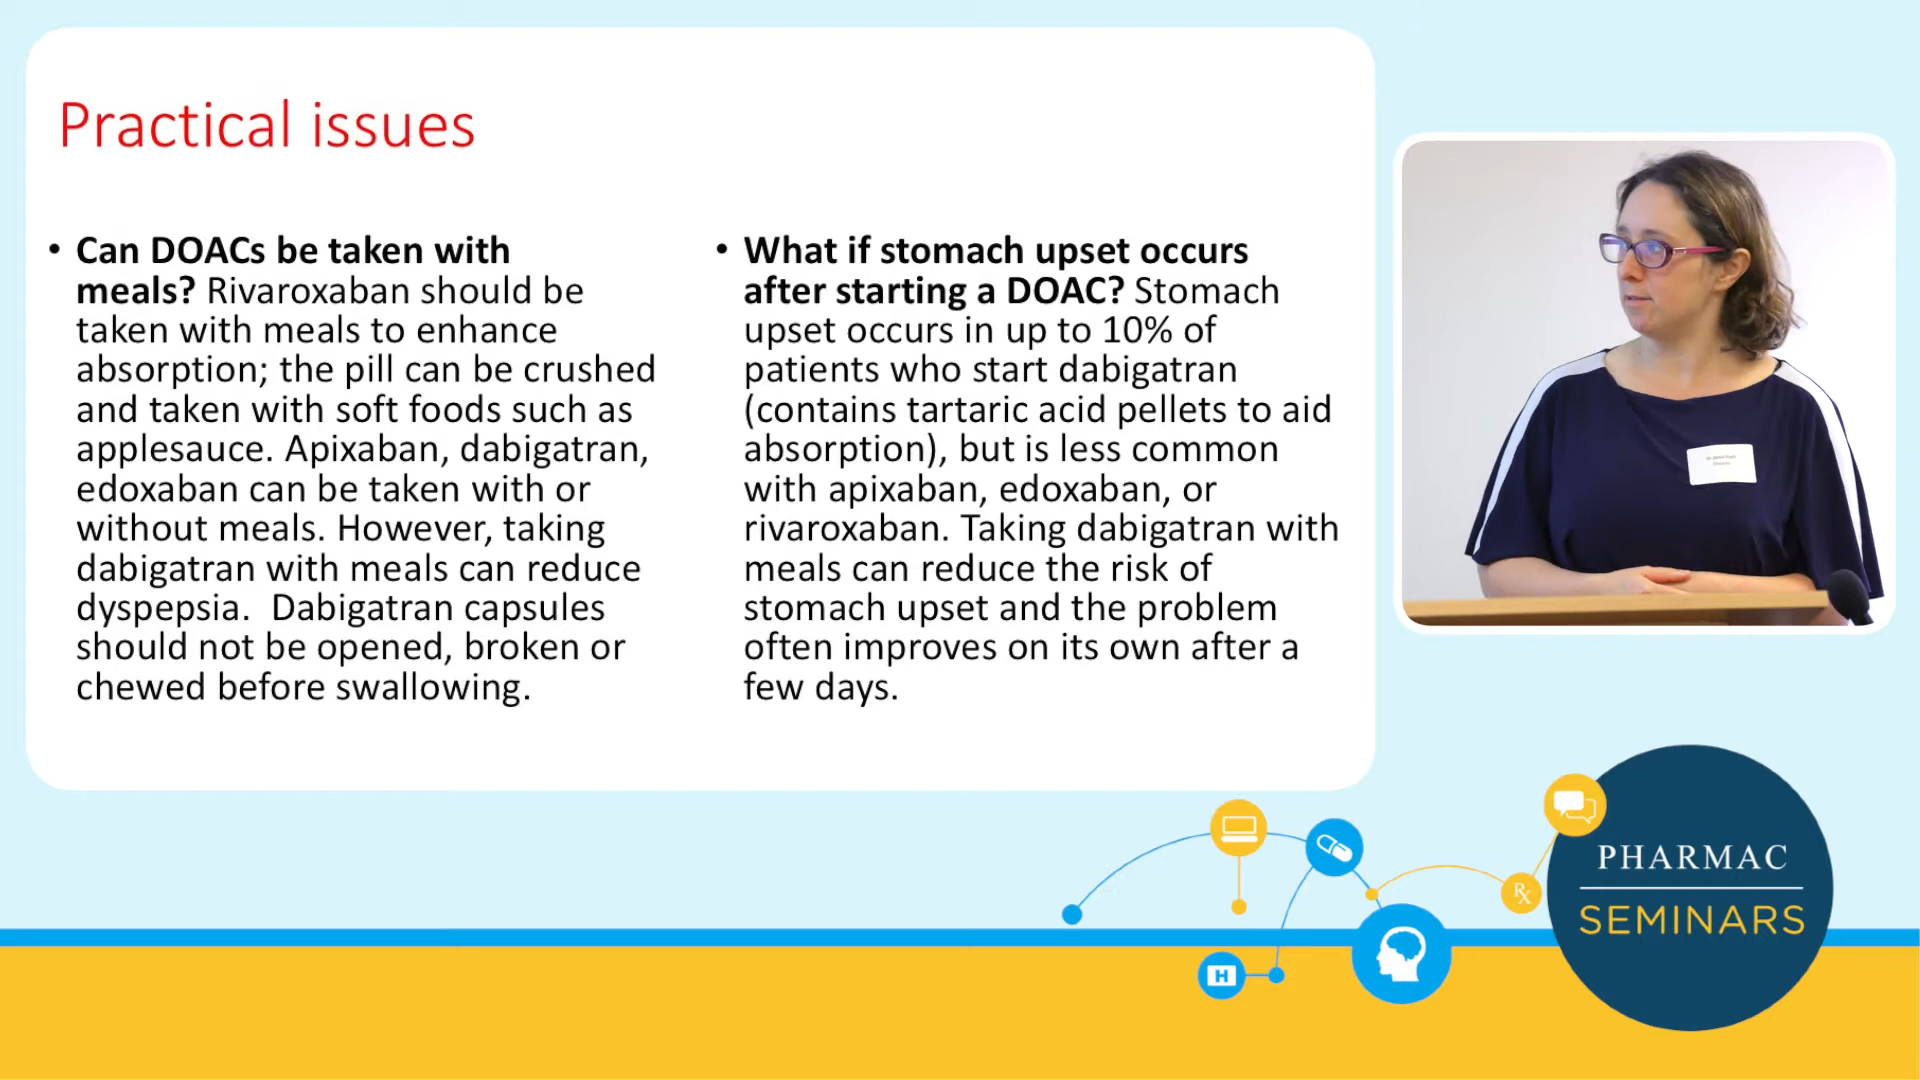 Practical issues
• Can DOACs be taken with
meals? Rivaroxaban should be
taken with meals to enhance
absorption; the pill can be crushed
and taken with soft foods such as
applesauce. Apixaban, dabigatran,
edoxaban can be taken with or
without meals. However, taking
dabigatran with meals can reduce
dyspepsia.  Dabigatran capsules
should not be opened, broken or
chewed before swallowing.
• What if stomach upset occurs
after starting a DOAC? Stomach
upset occurs in up to 10% of
patients who start dabigatran
(contains tartaric acid pellets to aid
absorption), but is less common
with apixaban, edoxaban, or
rivaroxaban. Taking dabigatran with
meals can reduce the risk of
stomach upset and the problem
often improves on its own after a
few days.
Rx
H
PHARMAC
SEMINARS